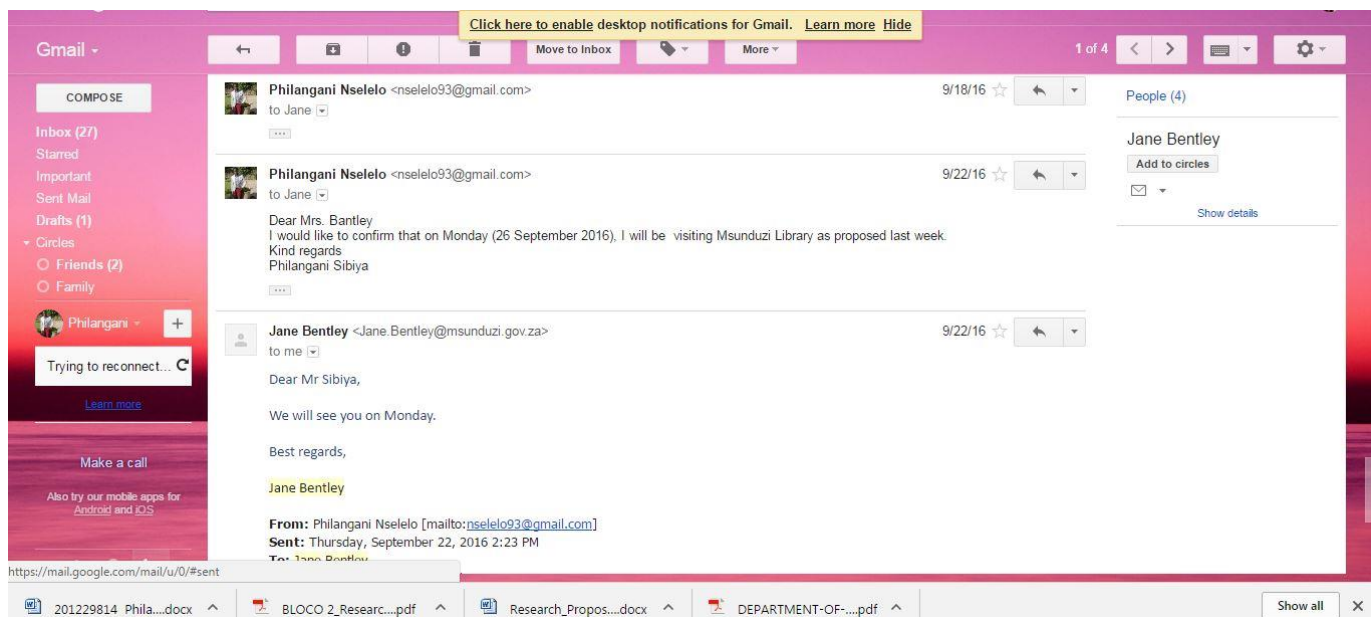 Click here to enable desktop notifications for Gmail. Learn more Hide
Gmail
Move to Inbox
More
1 of 4
COMPOSE
Inbox (27)
Starred
Important
Sent Mail
Drafts (1)
Circles
Friends (2)
Family
Philangani
+
Trying to reconnect...
Learn more
Make a call
Also try our mobile apps for
Android and iOS
Philangani Nselelo <nselelo93@gmail.com>
9/18/16
to Jane
Philangani Nselelo <nselelo93@gmail.com>
9/22/16
to Jane
Dear Mrs. Bantley
I would like to confirm that on Monday (26 September 2016), I will be visiting Msunduzi Library as proposed last week.
Kind regards
Philangani Sibiya
Jane Bentley <Jane.Bentley@msunduzi.gov.za>
9/22/16
to me
Dear Mr Sibiya,
We will see you on Monday.
Best regards,
Jane Bentley
From: Philangani Nselelo [mailto:nselelo93@gmail.com]
Sent: Thursday, September 22, 2016 2:23 PM
To: Jane Bentley
People (4)
Jane Bentley
Add to circles
Show details
https://mail.google.com/mail/u/0/#sent
201229814 Phila....docx
BLOCO 2_Researc....pdf
Research_Propos....docx
DEPARTMENT-OF-....pdf
Show all